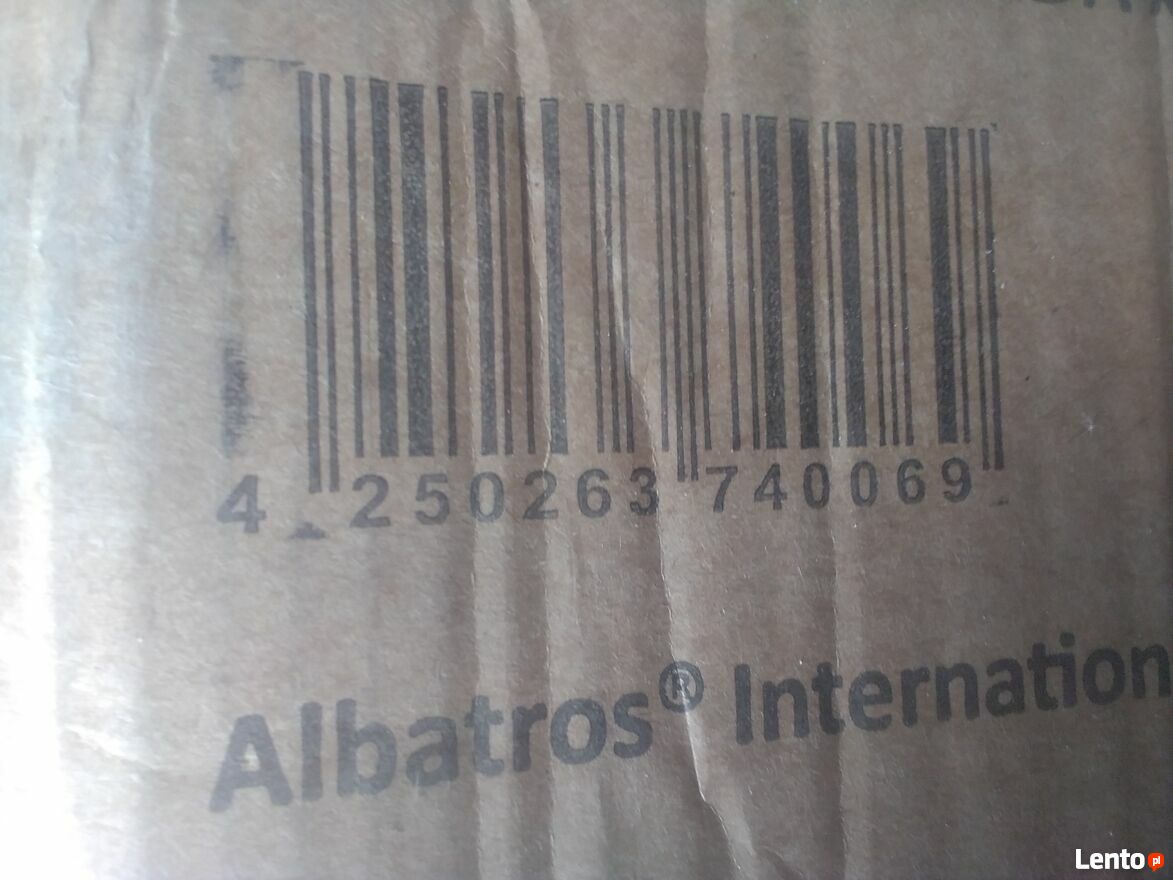 4 250263 740069
Albatros® Internation
Lento pl